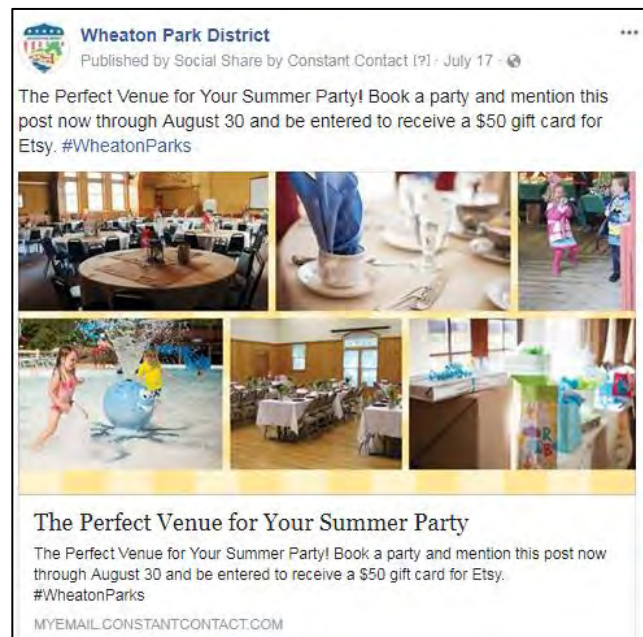 Wheaton Park District
Published by Social Share by Constant Contact [?] · July 17 ·
The Perfect Venue for Your Summer Party! Book a party and mention this
post now through August 30 and be entered to receive a $50 gift card for
Etsy. #WheatonParks
The Perfect Venue for Your Summer Party
The Perfect Venue for Your Summer Party! Book a party and mention this post now
through August 30 and be entered to receive a $50 gift card for Etsy.
#WheatonParks
MYEMAIL.CONSTANTCONTACT.COM